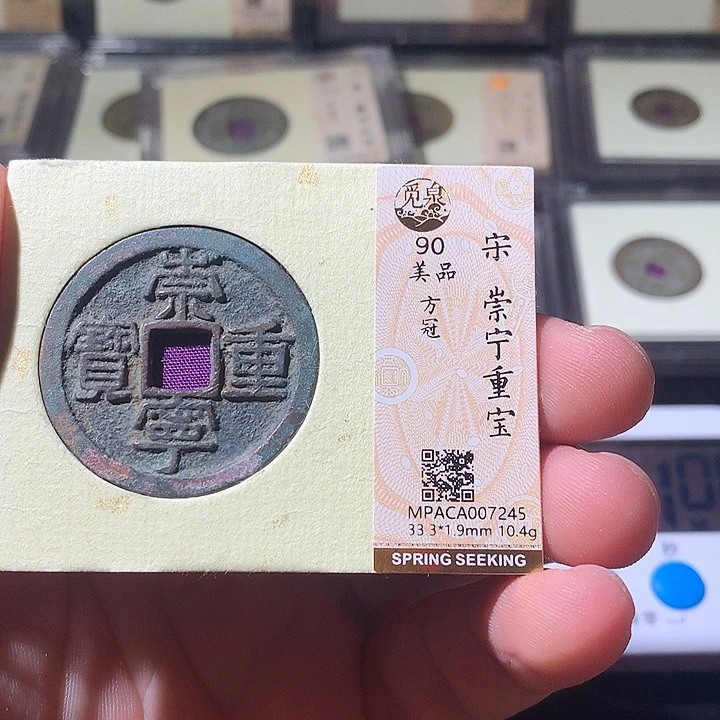 崇
寧
重
寶
覓泉
90
美品
方冠
宋 崇宁重宝
MPACA007245
33.3*1.9mm 10.4g
SPRING SEEKING